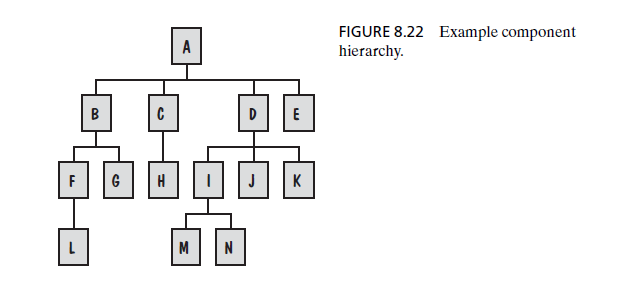 FIGURE 8.22 Example component
hierarchy.
A
B C D E
F G H I J K
L M N